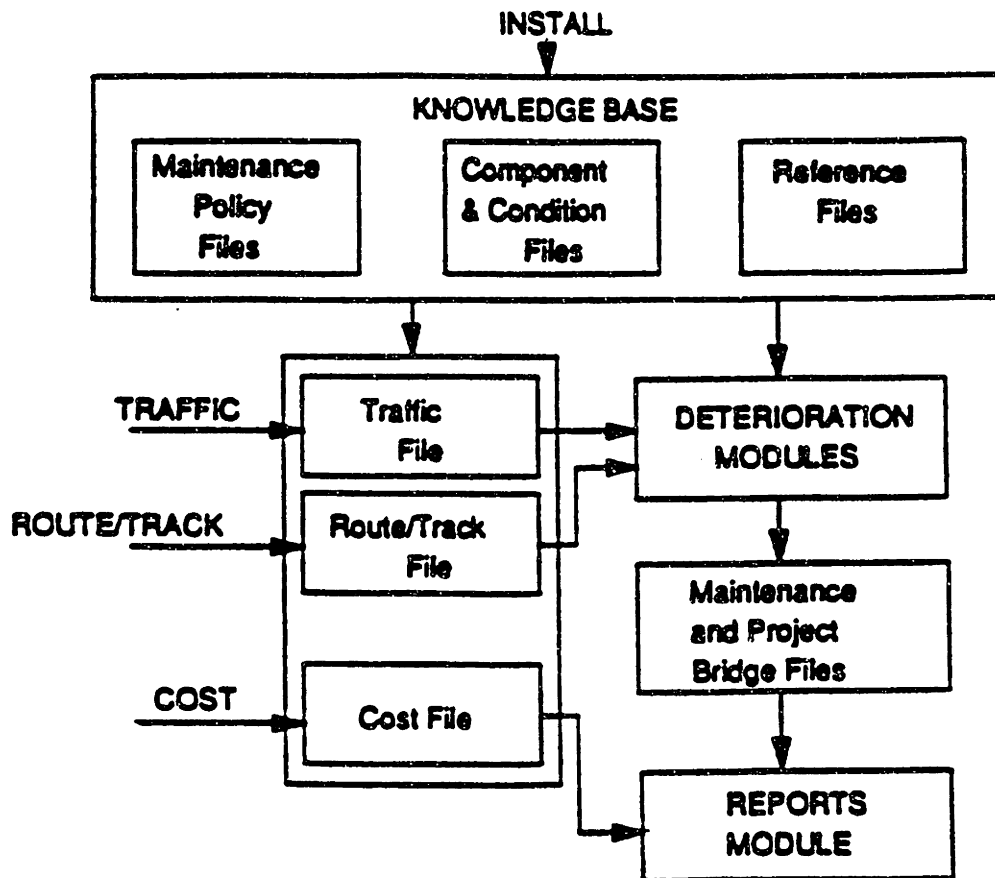 INSTALL
KNOWLEDGE BASE
Maintenance
Policy
Files
Component
& Condition
Files
Reference
Files
TRAFFIC
Traffic
File
DETERIORATION
MODULES
ROUTE/TRACK
Route/Track
File
Maintenance
and Project
Bridge Files
COST
Cost File
REPORTS
MODULE